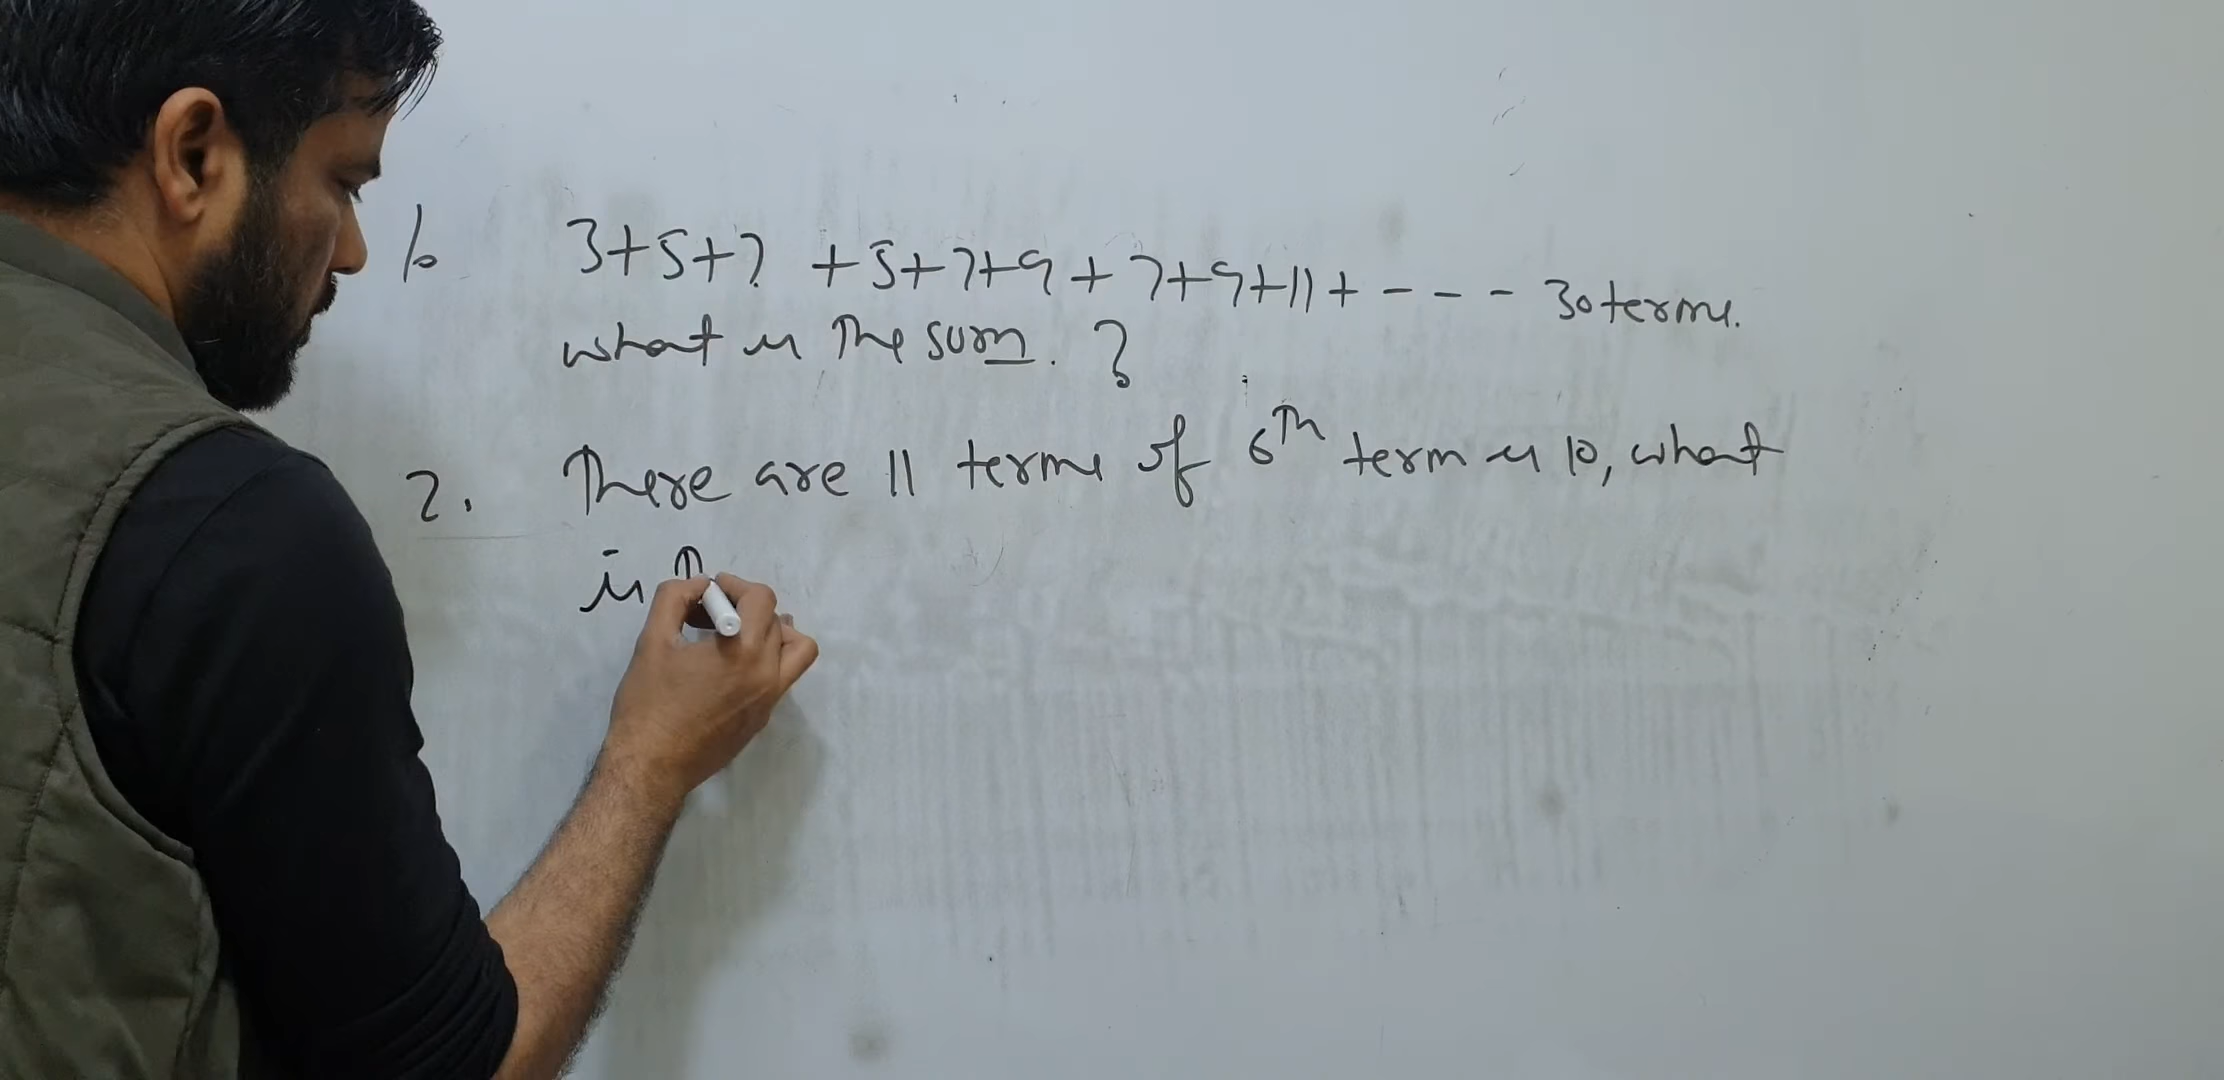 1. 3+5+7 +5+7+9+7+9+11+ - - - 30 terms.
what is the sum. ?
2. There are 11 terms of 6th term is 10, what
is